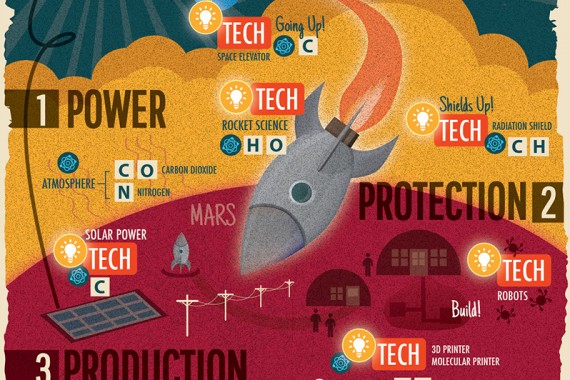 TECH Going Up!
SPACE ELEVATOR C
1 POWER
TECH
ROCKET SCIENCE
H O
Shields Up!
TECH RADIATION SHIELD
C H
ATMOSPHERE
C O CARBON DIOXIDE
N NITROGEN
MARS
PROTECTION 2
SOLAR POWER
TECH
C
TECH
ROBOTS
Build!
TECH 3D PRINTER
MOLECULAR PRINTER
3 PRODUCTION